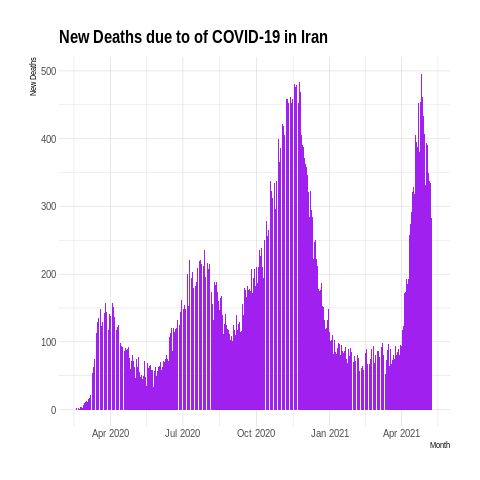 New Deaths due to of COVID-19 in Iran
New Deaths
500
400
300
200
100
0
Apr 2020 Jul 2020 Oct 2020 Jan 2021 Apr 2021
Month